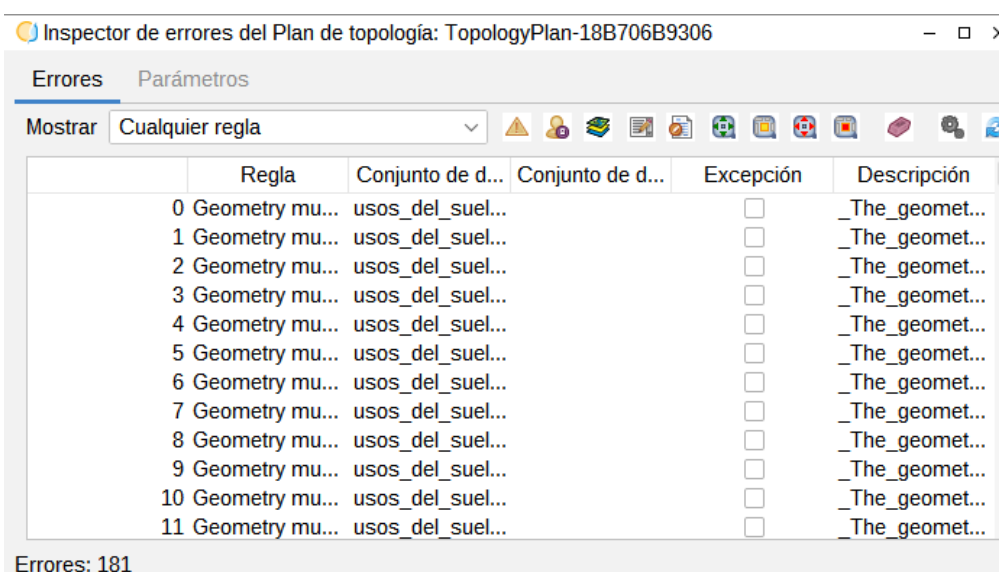 Inspector de errores del Plan de topología: TopologyPlan-18B706B9306
Errores Parámetros
Mostrar Cualquier regla
Regla Conjunto de d... Conjunto de d... Excepción Descripción
0 Geometry mu... usos_del_suel... _The_geomet...
1 Geometry mu... usos_del_suel... _The_geomet...
2 Geometry mu... usos_del_suel... _The_geomet...
3 Geometry mu... usos_del_suel... _The_geomet...
4 Geometry mu... usos_del_suel... _The_geomet...
5 Geometry mu... usos_del_suel... _The_geomet...
6 Geometry mu... usos_del_suel... _The_geomet...
7 Geometry mu... usos_del_suel... _The_geomet...
8 Geometry mu... usos_del_suel... _The_geomet...
9 Geometry mu... usos_del_suel... _The_geomet...
10 Geometry mu... usos_del_suel... _The_geomet...
11 Geometry mu... usos_del_suel... _The_geomet...
Errores: 181